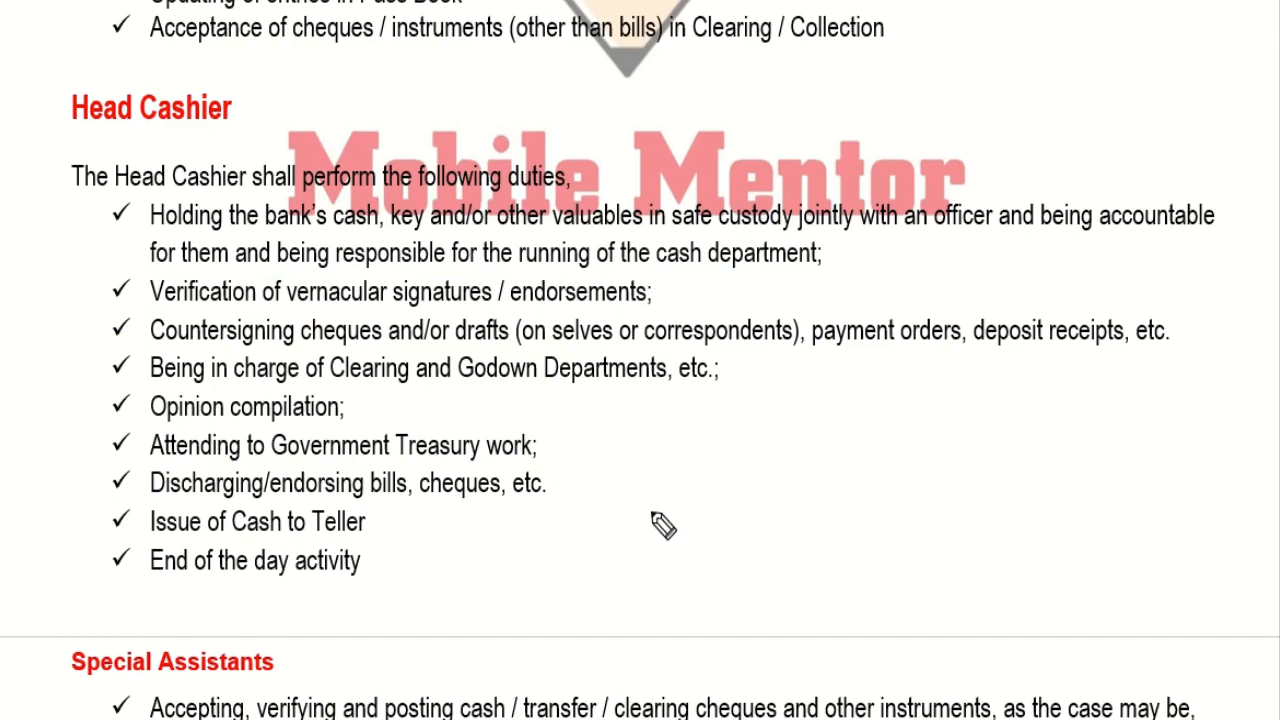 ✓ Acceptance of cheques / instruments (other than bills) in Clearing / Collection
Head Cashier
Mobile Mentor
The Head Cashier shall perform the following duties,
✓ Holding the bank's cash, key and/or other valuables in safe custody jointly with an officer and being accountable
for them and being responsible for the running of the cash department;
✓ Verification of vernacular signatures / endorsements;
✓ Countersigning cheques and/or drafts (on selves or correspondents), payment orders, deposit receipts, etc.
✓ Being in charge of Clearing and Godown Departments, etc.;
✓ Opinion compilation;
✓ Attending to Government Treasury work;
✓ Discharging/endorsing bills, cheques, etc.
✓ Issue of Cash to Teller
✓ End of the day activity
Special Assistants
✓ Accepting, verifying and posting cash / transfer / clearing cheques and other instruments, as the case may be,